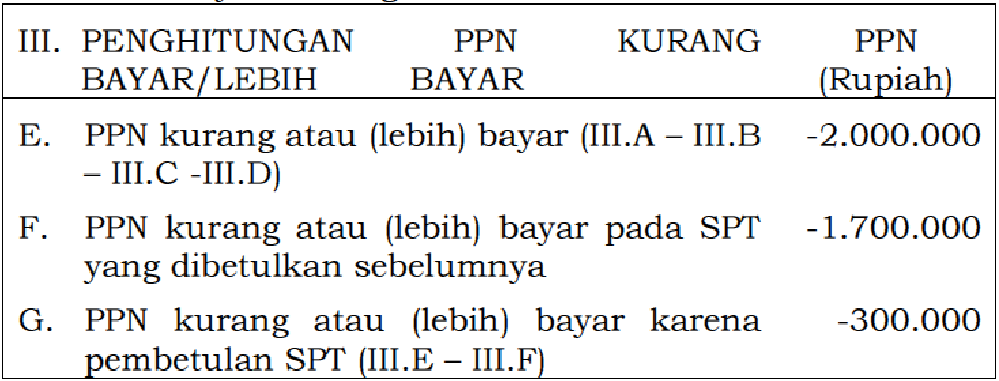 III. PENGHITUNGAN PPN KURANG PPN
BAYAR/LEBIH BAYAR (Rupiah)
E. PPN kurang atau (lebih) bayar (III.A – III.B -2.000.000
– III.C -III.D)
F. PPN kurang atau (lebih) bayar pada SPT -1.700.000
yang dibetulkan sebelumnya
G. PPN kurang atau (lebih) bayar karena -300.000
pembetulan SPT (III.E – III.F)